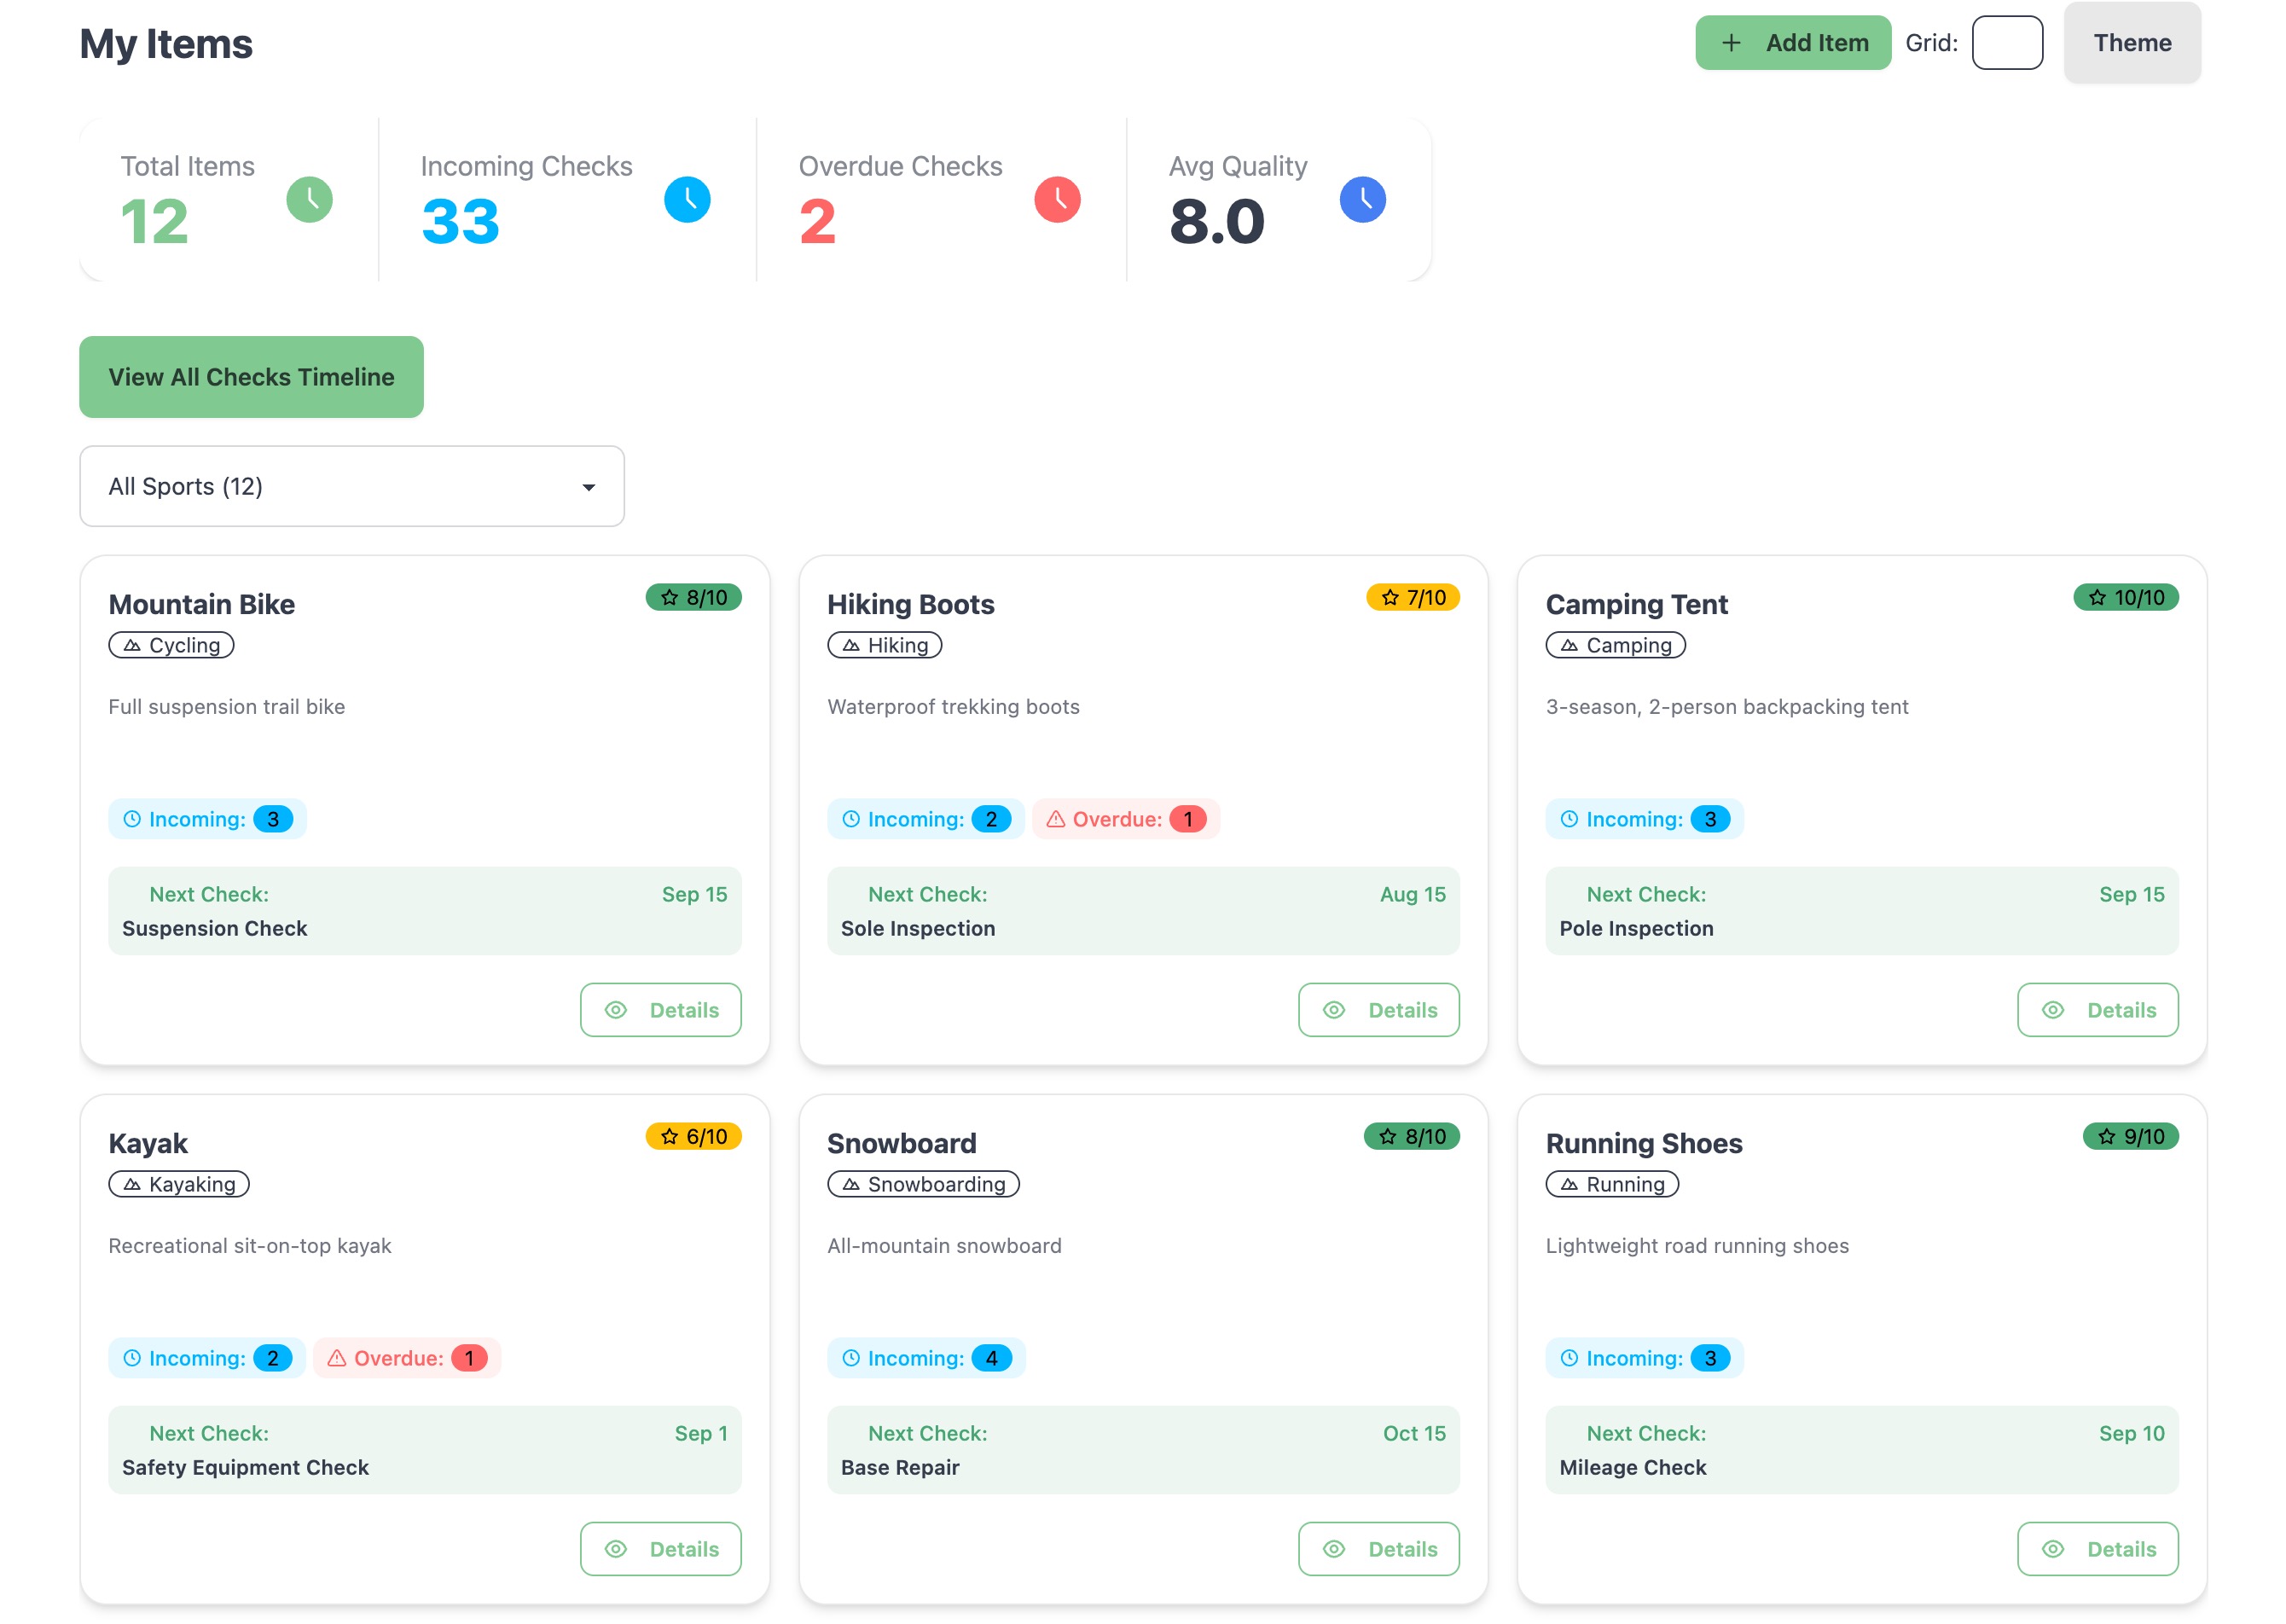 My Items
Add Item Grid: Theme
Total Items
12
Incoming Checks
33
Overdue Checks
2
Avg Quality
8.0
View All Checks Timeline
All Sports (12)
Mountain Bike
8/10
Cycling
Full suspension trail bike
Incoming: 3
Next Check: Sep 15
Suspension Check
Details
Hiking Boots
7/10
Hiking
Waterproof trekking boots
Incoming: 2 Overdue: 1
Next Check: Aug 15
Sole Inspection
Details
Camping Tent
10/10
Camping
3-season, 2-person backpacking tent
Incoming: 3
Next Check: Sep 15
Pole Inspection
Details
Kayak
6/10
Kayaking
Recreational sit-on-top kayak
Incoming: 2 Overdue: 1
Next Check: Sep 1
Safety Equipment Check
Details
Snowboard
8/10
Snowboarding
All-mountain snowboard
Incoming: 4
Next Check: Oct 15
Base Repair
Details
Running Shoes
9/10
Running
Lightweight road running shoes
Incoming: 3
Next Check: Sep 10
Mileage Check
Details